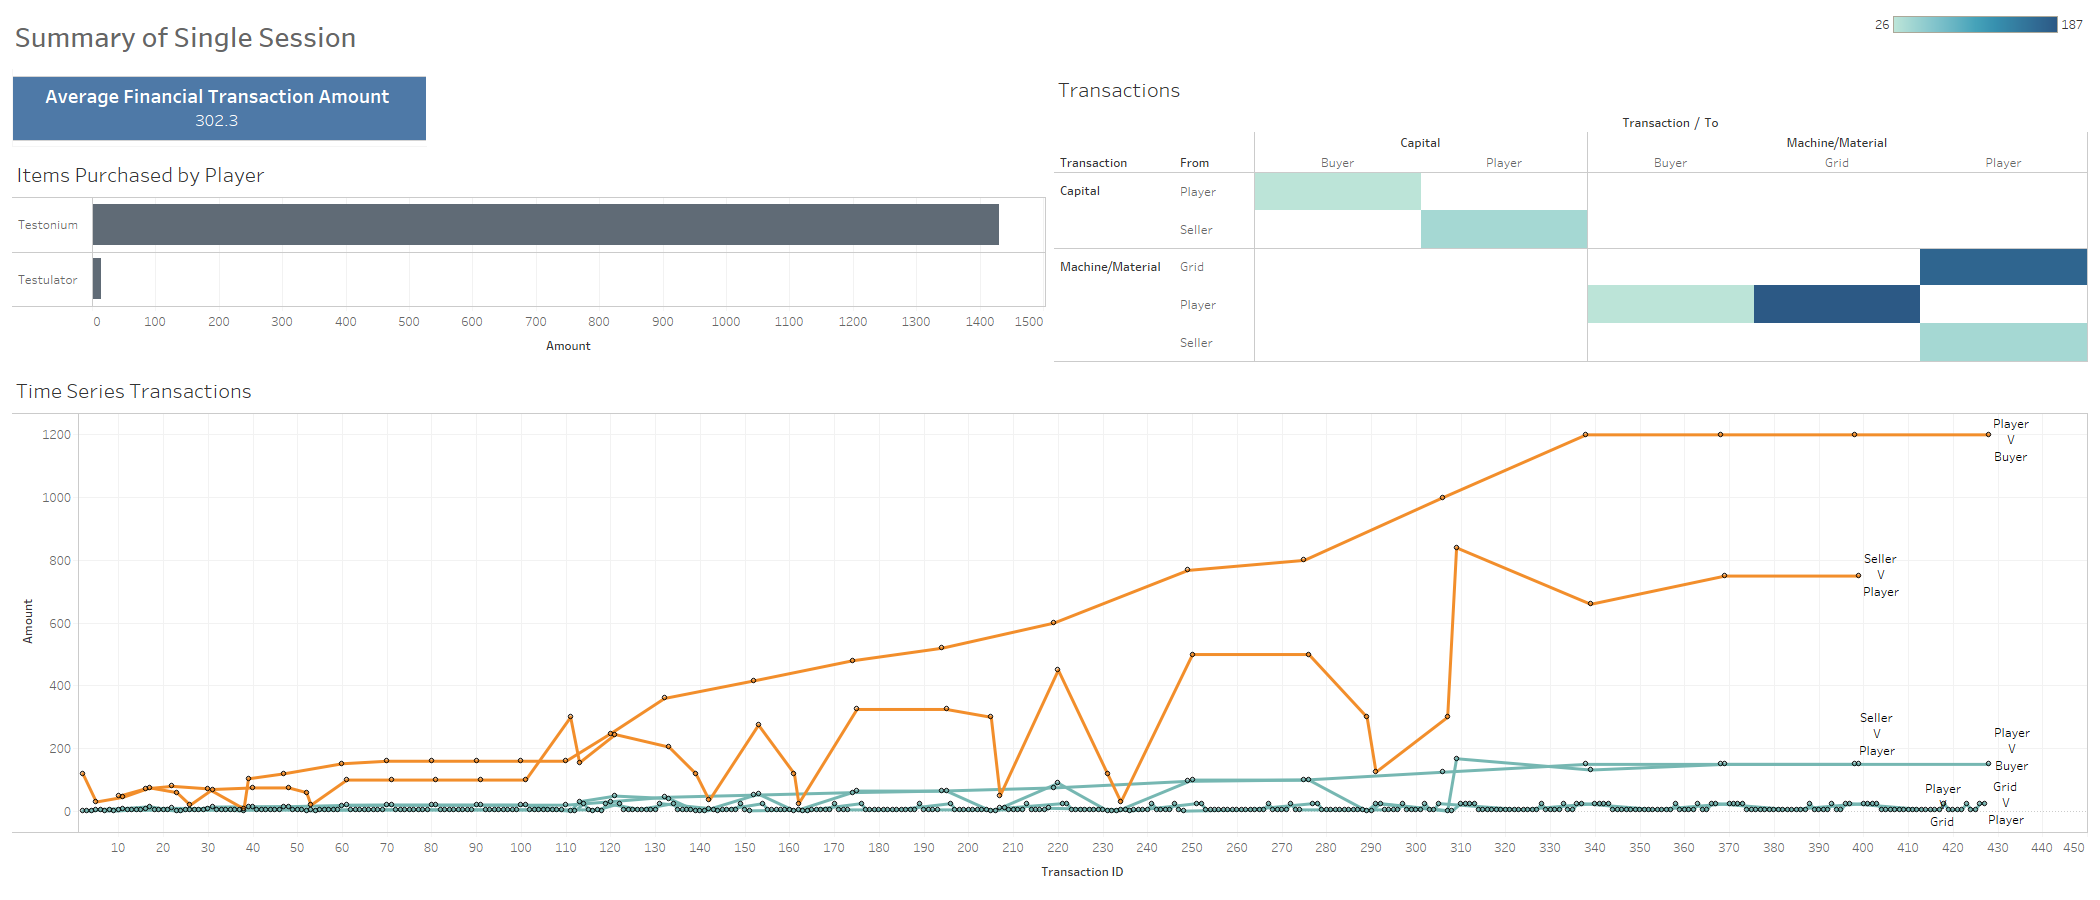 Summary of Single Session
26 187
Average Financial Transaction Amount
302.3
Transactions
Transaction / To
Capital Machine/Material
Transaction From Buyer Player Buyer Grid Player
Capital Player
Seller
Machine/Material Grid
Player
Seller
Items Purchased by Player
Testonium
Testulator
0 100 200 300 400 500 600 700 800 900 1000 1100 1200 1300 1400 1500
Amount
Time Series Transactions
Amount
1200
1000
800
600
400
200
0
Player
V
Buyer
Seller
V
Player
Seller
V
Player
Player
V
Buyer
Player
V
Grid
Grid
V
Player
10 20 30 40 50 60 70 80 90 100 110 120 130 140 150 160 170 180 190 200 210 220 230 240 250 260 270 280 290 300 310 320 330 340 350 360 370 380 390 400 410 420 430 440 450
Transaction ID